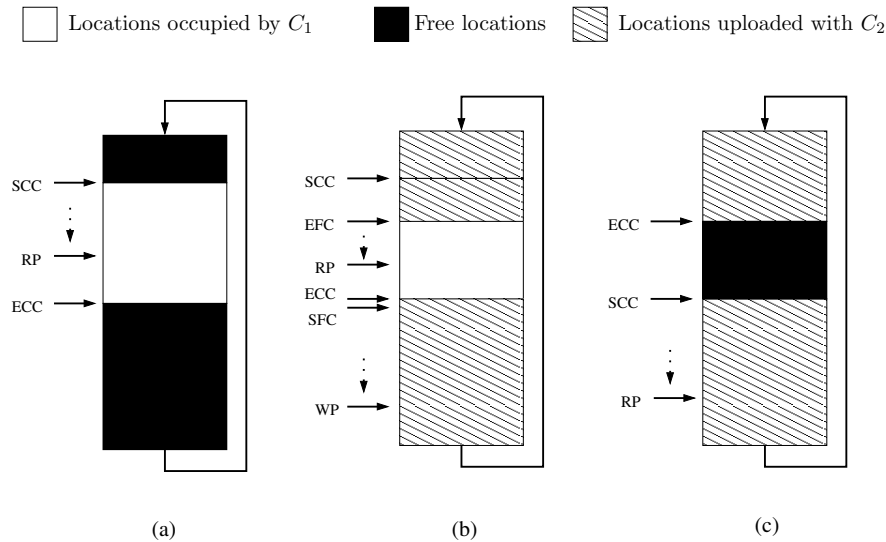 Locations occupied by C1
Free locations
Locations uploaded with C2
SCC
RP
ECC
(a)
SCC
EFC
RP
ECC
SFC
WP
(b)
ECC
SCC
RP
(c)